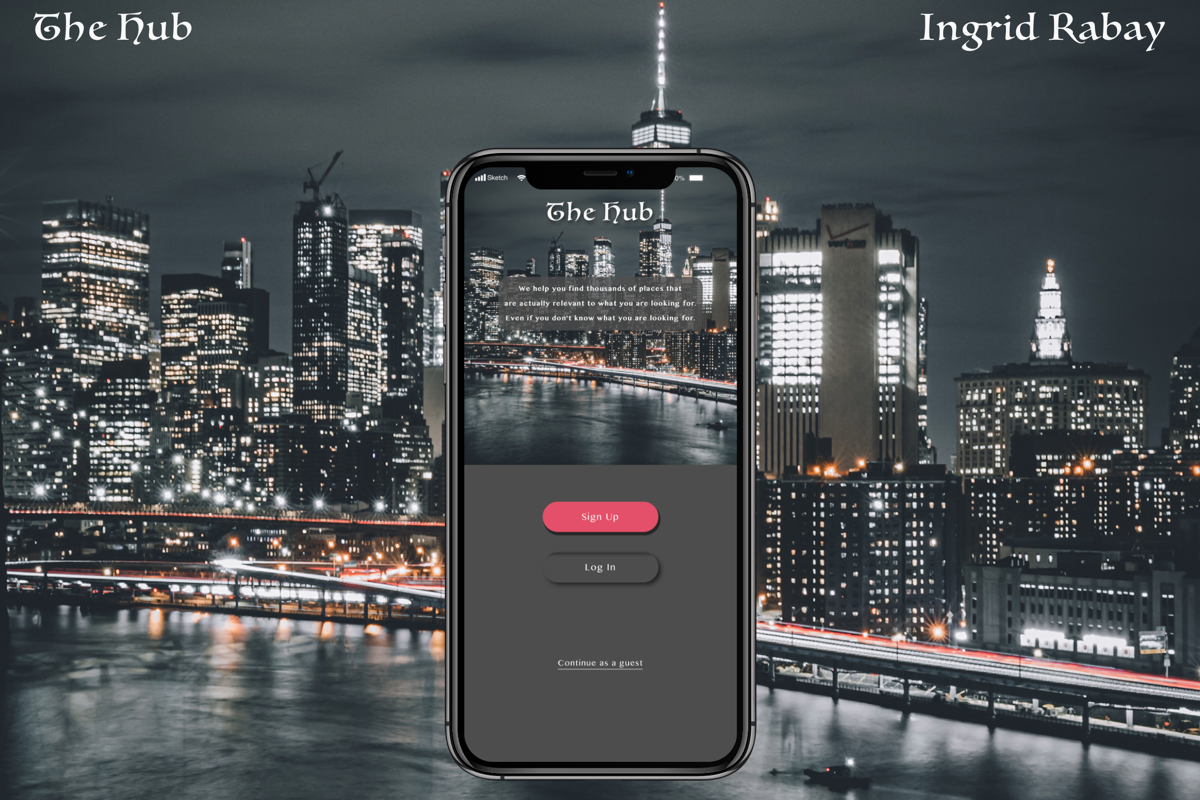 The Hub
Ingrid Rabay
Sketch
0%
The Hub
We help you find thousands of places that
are actually relevant to what you are looking for.
Even if you don't know what you are looking for.
Sign Up
Log In
Continue as a guest
verizon